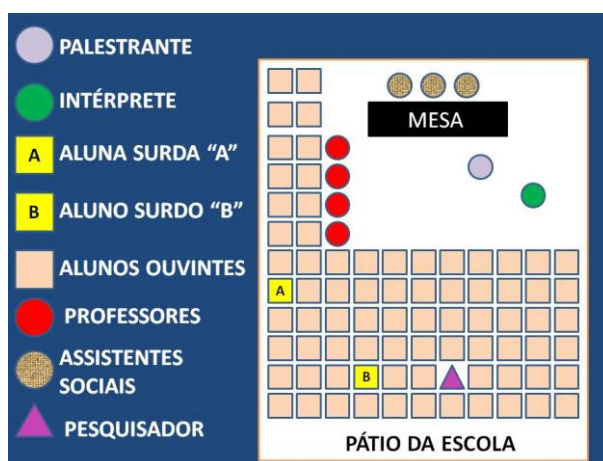 PALESTRANTE
INTÉRPRETE
A ALUNA SURDA “A”
B ALUNO SURDO “B”
ALUNOS OUVINTES
PROFESSORES
ASSISTENTES
SOCIAIS
PESQUISADOR
MESA
A
B
PÁTIO DA ESCOLA